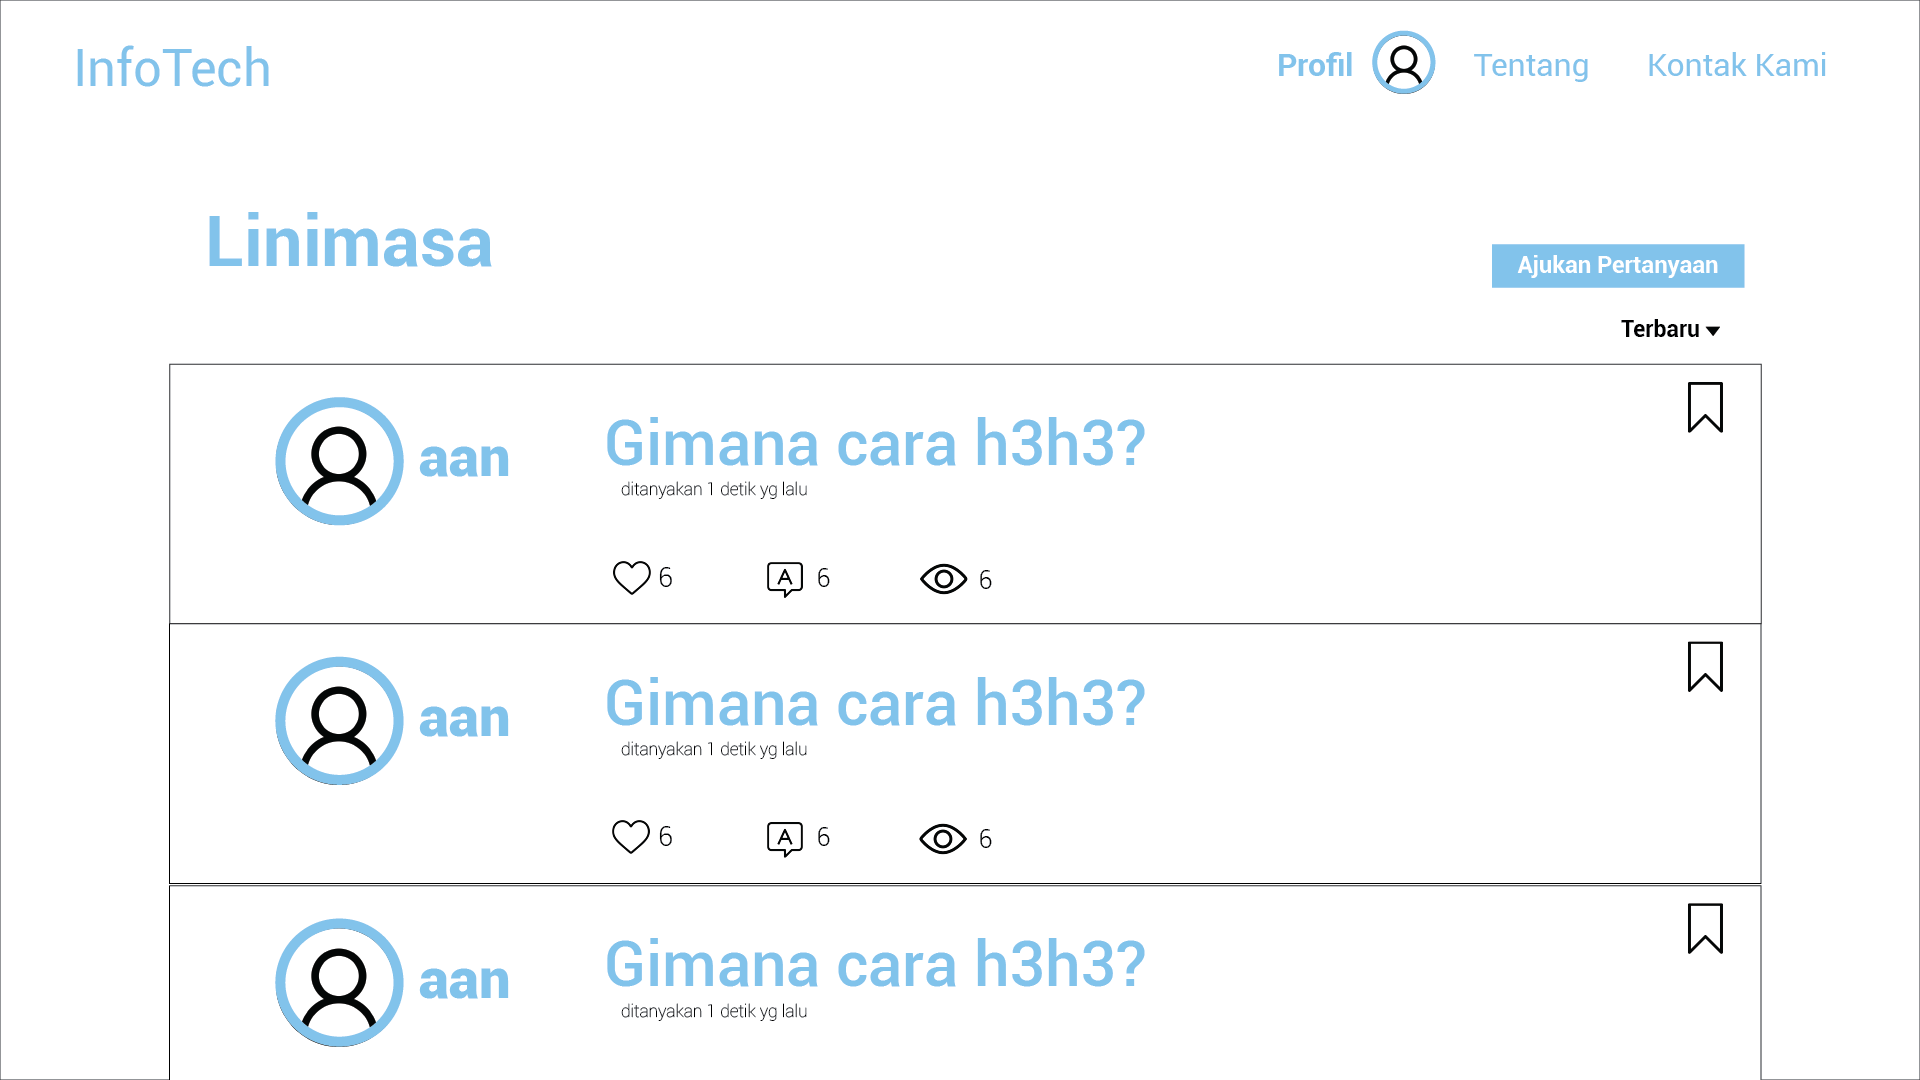 InfoTech
Profil Tentang Kontak Kami
Linimasa
Ajukan Pertanyaan
Terbaru
aan
Gimana cara h3h3?
ditanyakan 1 detik yg lalu
6 A 6 6
aan
Gimana cara h3h3?
ditanyakan 1 detik yg lalu
6 A 6 6
aan
Gimana cara h3h3?
ditanyakan 1 detik yg lalu